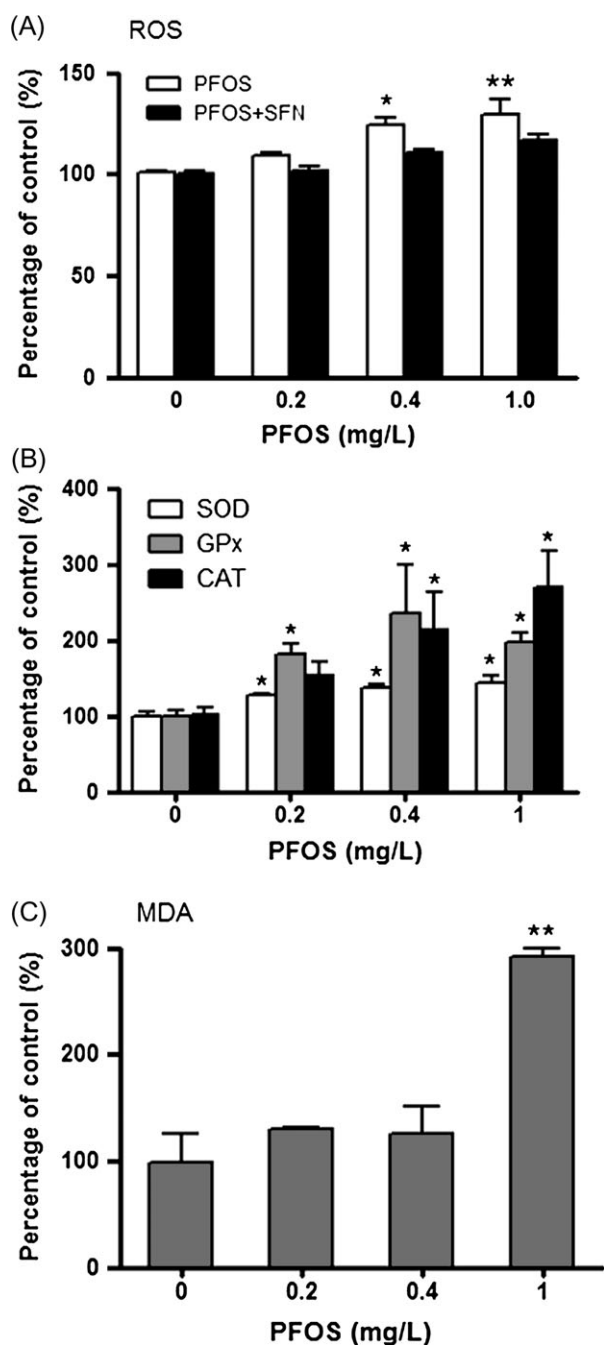 (A) ROS
Percentage of control (%)
150
100
50
0
PFOS
PFOS+SFN
*
**
0 0.2 0.4 1.0
PFOS (mg/L)
(B)
Percentage of control (%)
400
300
200
100
0
SOD
GPx
CAT
* * * * * * * *
0 0.2 0.4 1
PFOS (mg/L)
(C) MDA
Percentage of control (%)
300
200
100
0
**
0 0.2 0.4 1
PFOS (mg/L)